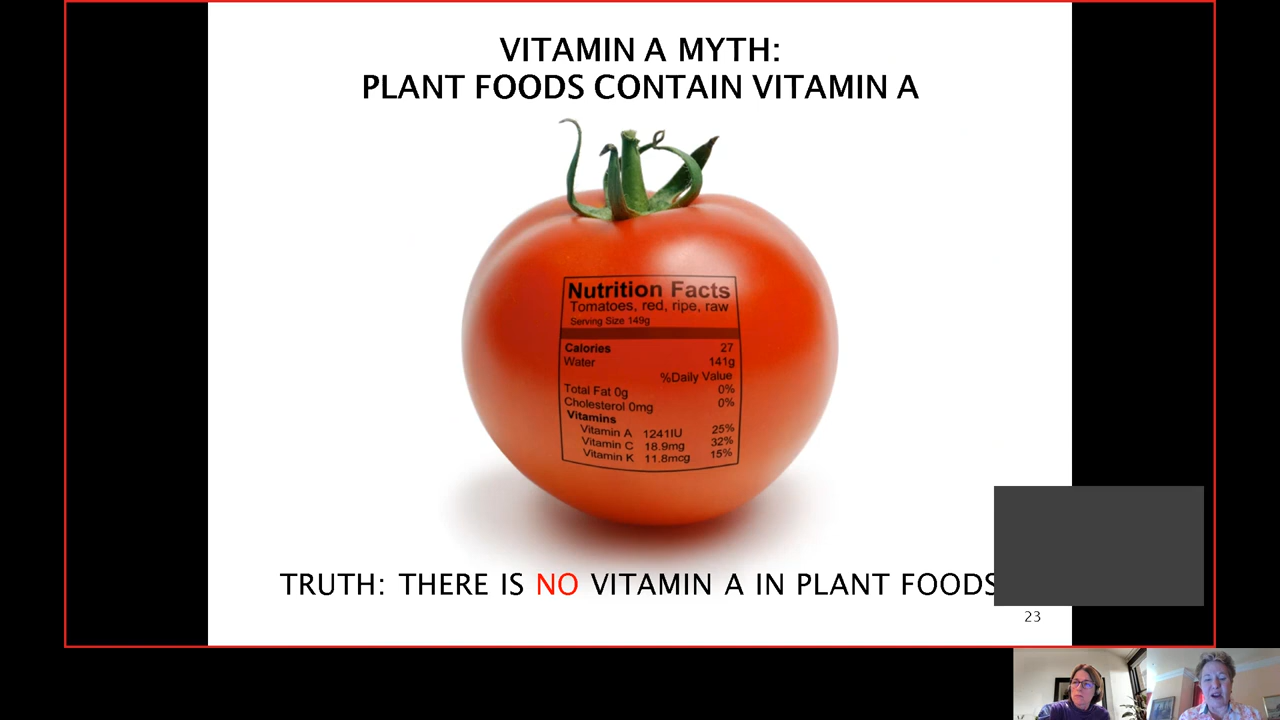 VITAMIN A MYTH:
PLANT FOODS CONTAIN VITAMIN A
Nutrition Facts
Tomatoes, red, ripe, raw
Serving Size 149g
Calories 27
Water 141g
%Daily Value
Total Fat 0g 0%
Cholesterol 0mg 0%
Vitamins
Vitamin A 1241IU 25%
Vitamin C 18.9mg 32%
Vitamin K 11.8mcg 15%
TRUTH: THERE IS NO VITAMIN A IN PLANT FOODS
23